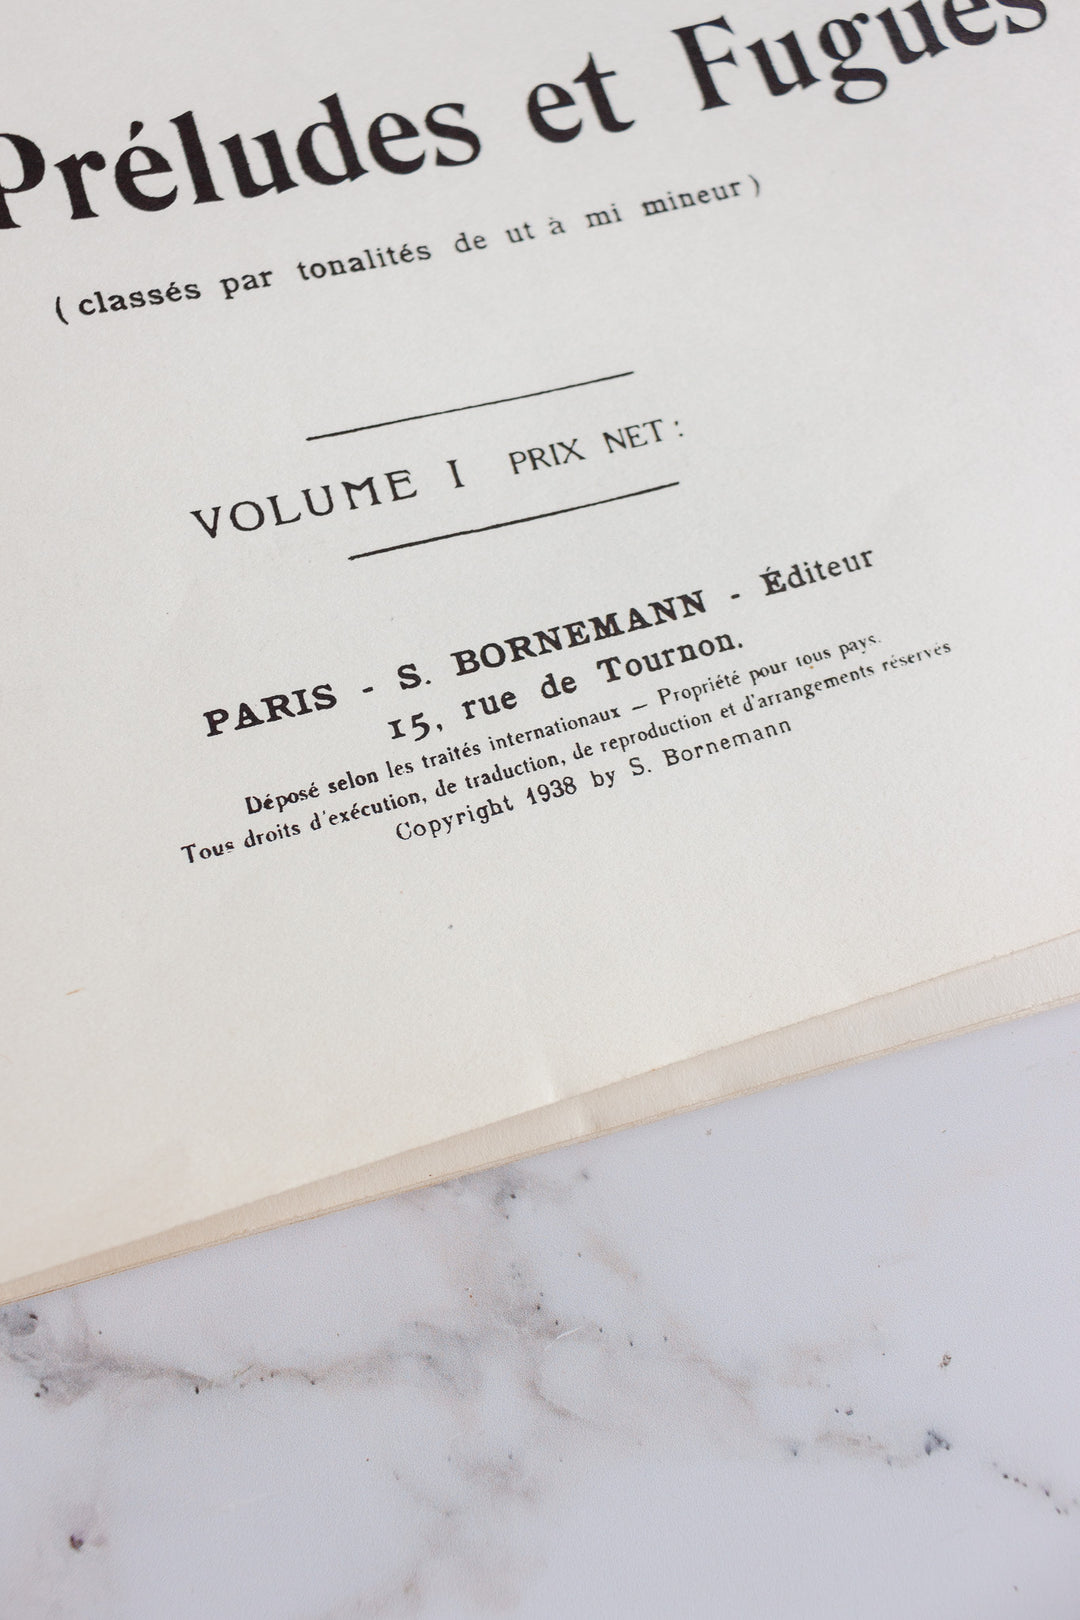 Préludes et Fugues
(classés par tonalités de ut à mi mineur)
VOLUME I PRIX NET:
PARIS - S. BORNEMANN - Éditeur
15, rue de Tournon.
Déposé selon les traités internationaux — Propriété pour tous pays.
Tous droits d'exécution, de traduction, de reproduction et d'arrangements réservés
Copyright 1938 by S. Bornemann